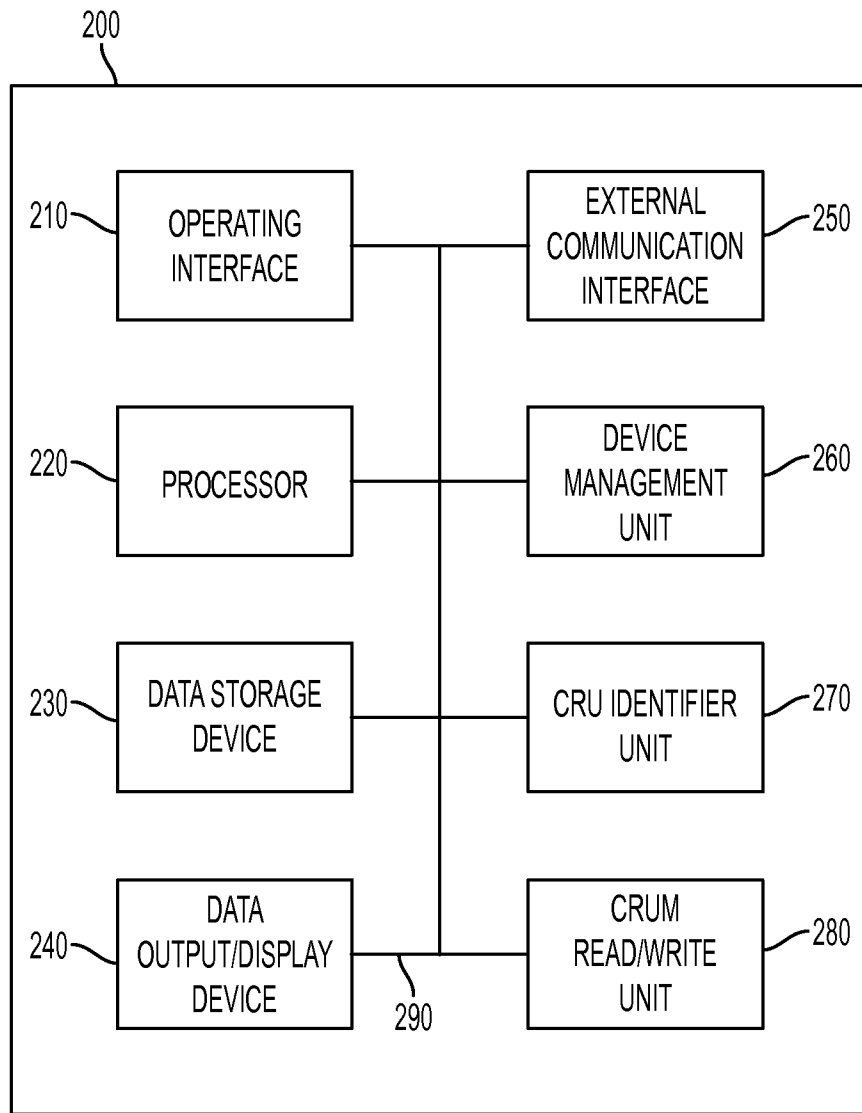 200
210
OPERATING
INTERFACE
EXTERNAL
COMMUNICATION
INTERFACE
250
220
PROCESSOR
DEVICE
MANAGEMENT
UNIT
260
230
DATA STORAGE
DEVICE
CRU IDENTIFIER
UNIT
270
240
DATA
OUTPUT/DISPLAY
DEVICE
290
CRUM
READ/WRITE
UNIT
280